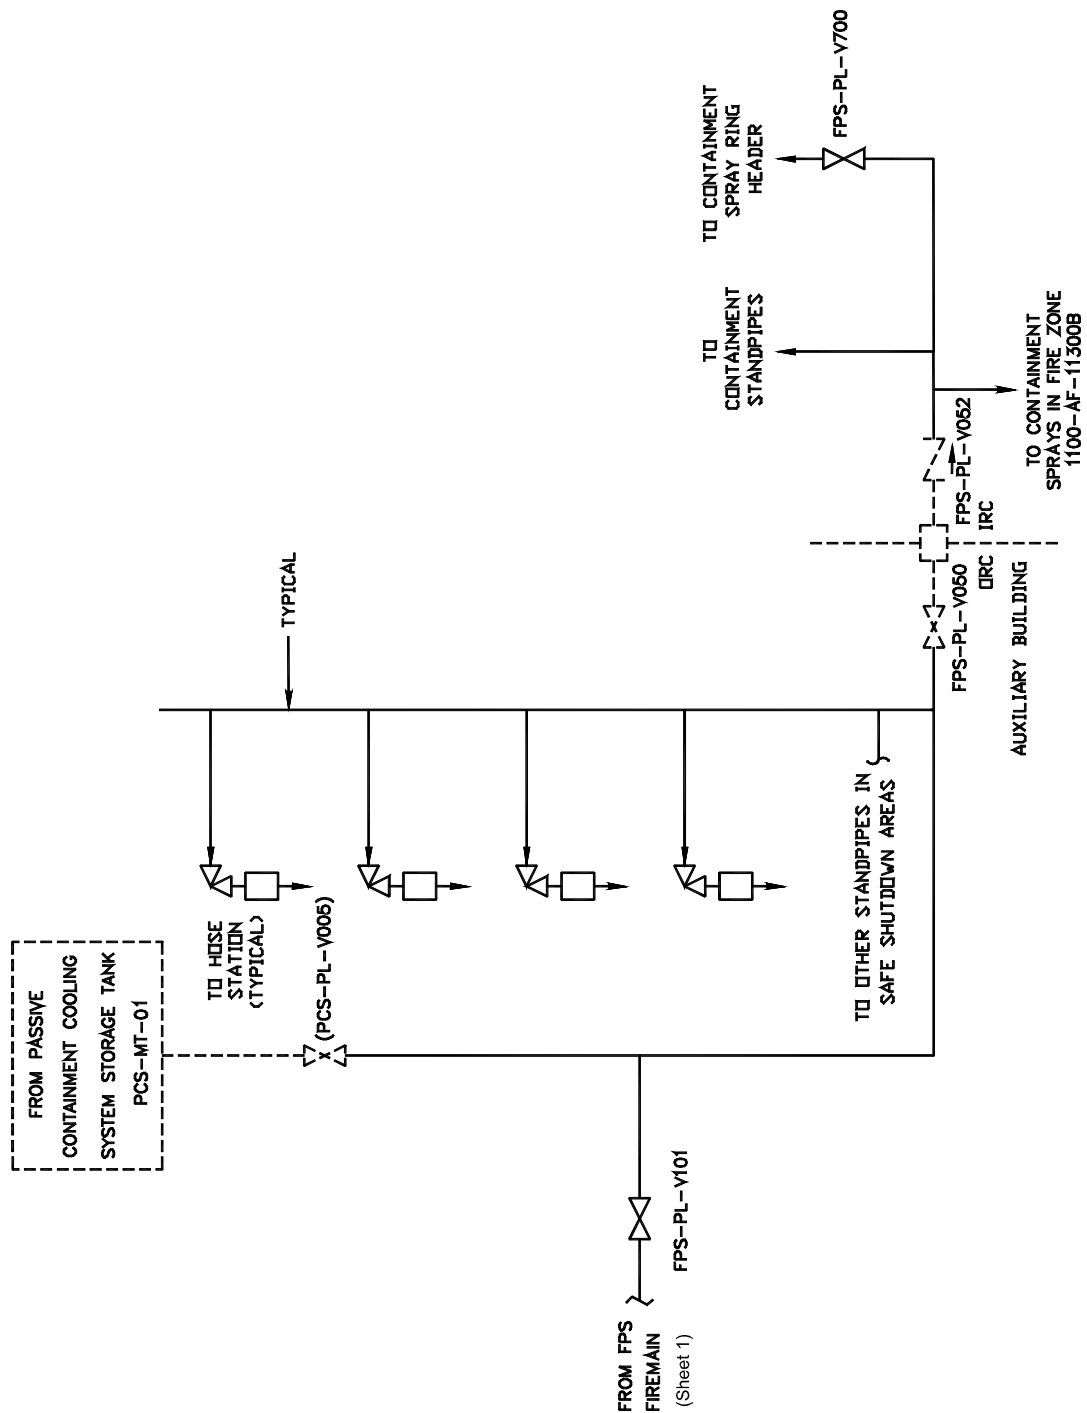 FROM PASSIVE
CONTAINMENT COOLING
SYSTEM STORAGE TANK
PCS-MT-01
TO HOSE
STATION
(TYPICAL)
(PCS-PL-V005)
TYPICAL
FROM FPS
FIREMAIN
(Sheet 1)
FPS-PL-V101
TO OTHER STANDPIPES IN
SAFE SHUTDOWN AREAS
FPS-PL-V050
ORC
IRC
AUXILIARY BUILDING
FPS-PL-V052
TO
CONTAINMENT
STANDPIPES
TO CONTAINMENT
SPRAY RING
HEADER
FPS-PL-V700
TO CONTAINMENT
SPRAYS IN FIRE ZONE
1100-AF-11300B